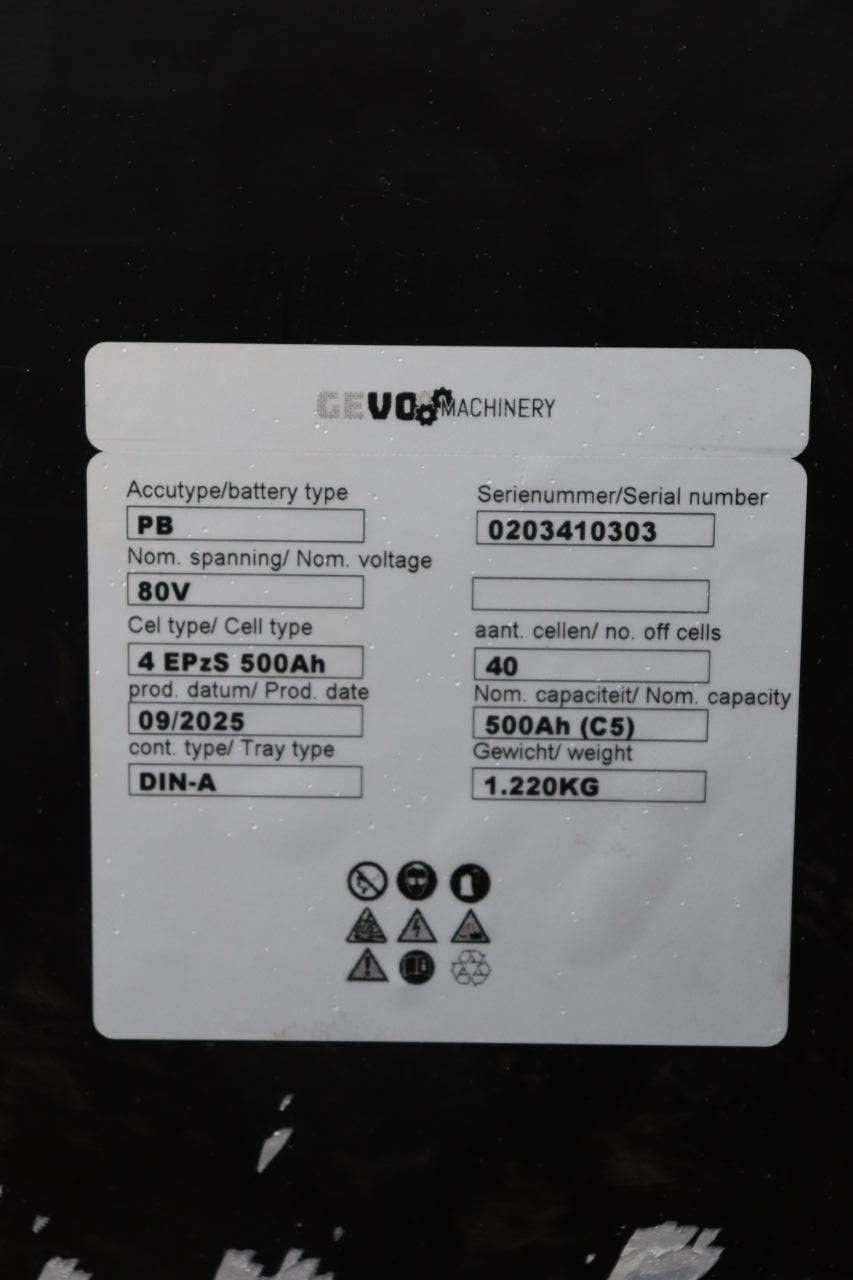 GEVO MACHINERY
Accutype/battery type
PB
Serienummer/Serial number
0203410303
Nom. spanning/ Nom. voltage
80V
Cel type/ Cell type
4 EPzS 500Ah
aant. cellen/ no. off cells
40
prod. datum/ Prod. date
09/2025
Nom. capaciteit/ Nom. capacity
500Ah (C5)
cont. type/ Tray type
DIN-A
Gewicht/ weight
1.220KG